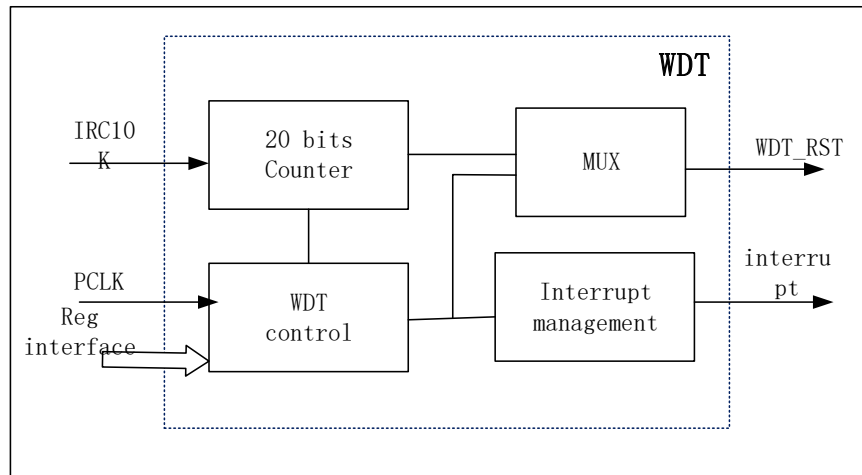 WDT
IRC10
K
20 bits
Counter
MUX
WDT_RST
PCLK
Reg
interface
WDT
control
Interrupt
management
interru
pt